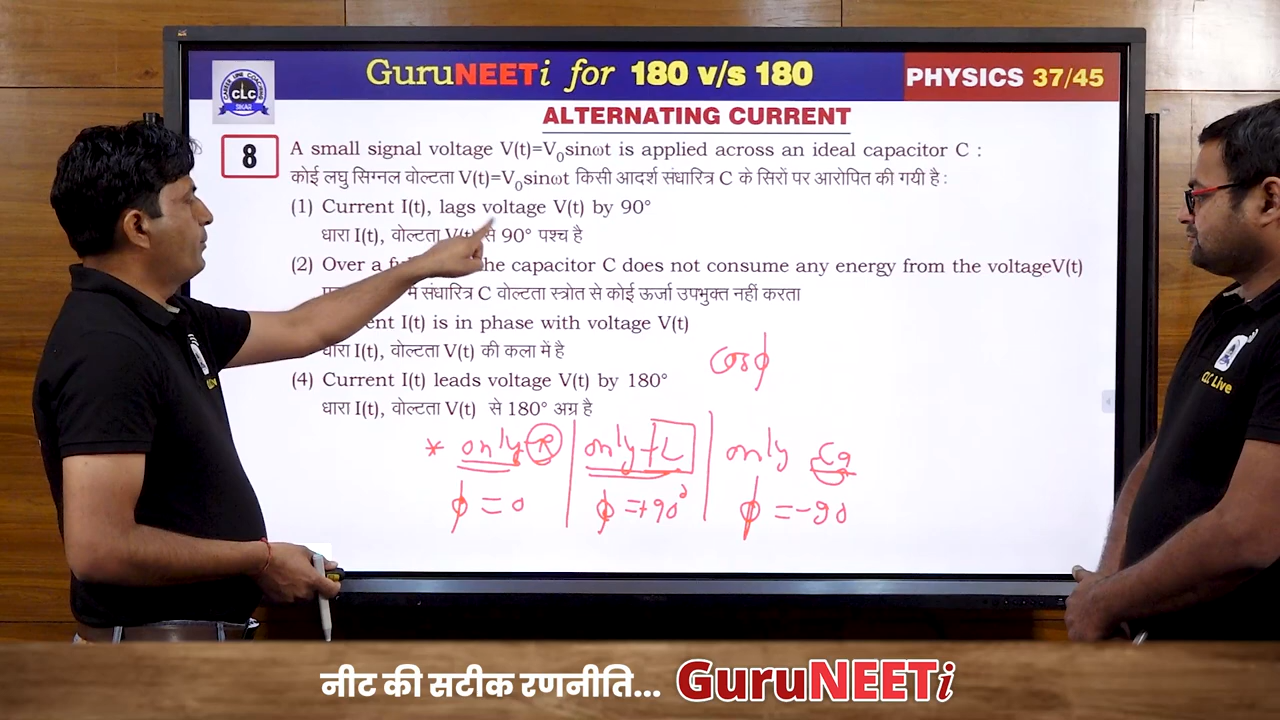 GuruNEETi for 180 v/s 180
PHYSICS 37/45
CLC
SIKAR
ALTERNATING CURRENT
8
A small signal voltage V(t)=V₀sinωt is applied across an ideal capacitor C :
कोई लघु सिग्नल वोल्टता V(t)=V₀sinωt किसी आदर्श संधारित्र C के सिरों पर आरोपित की गयी है :
(1) Current I(t), lags voltage V(t) by 90°
धारा I(t), वोल्टता V(t) से 90° पश्च है
(2) Over a he capacitor C does not consume any energy from the voltageV(t)
में संधारित्र C वोल्टता स्त्रोत से कोई ऊर्जा उपभुक्त नहीं करता
ent I(t) is in phase with voltage V(t)
धारा I(t), वोल्टता V(t) की कला में है
(4) Current I(t) leads voltage V(t) by 180°
धारा I(t), वोल्टता V(t) से 180° अग्र है
cosϕ
* only R | only L | only
ϕ = 0 | ϕ = +90° | ϕ = -90
CLC Live
नीट की सटीक रणनीति... GuruNEETi